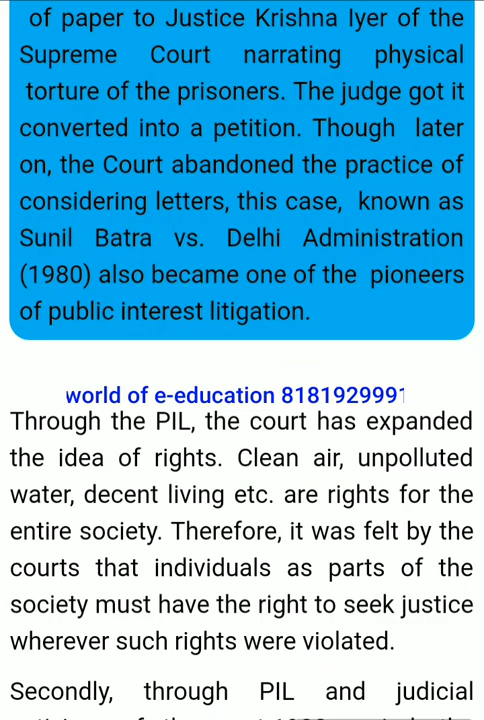 of paper to Justice Krishna Iyer of the
Supreme Court narrating physical
torture of the prisoners. The judge got it
converted into a petition. Though later
on, the Court abandoned the practice of
considering letters, this case, known as
Sunil Batra vs. Delhi Administration
(1980) also became one of the pioneers
of public interest litigation.
world of e-education 8181929991
Through the PIL, the court has expanded
the idea of rights. Clean air, unpolluted
water, decent living etc. are rights for the
entire society. Therefore, it was felt by the
courts that individuals as parts of the
society must have the right to seek justice
wherever such rights were violated.
Secondly, through PIL and judicial